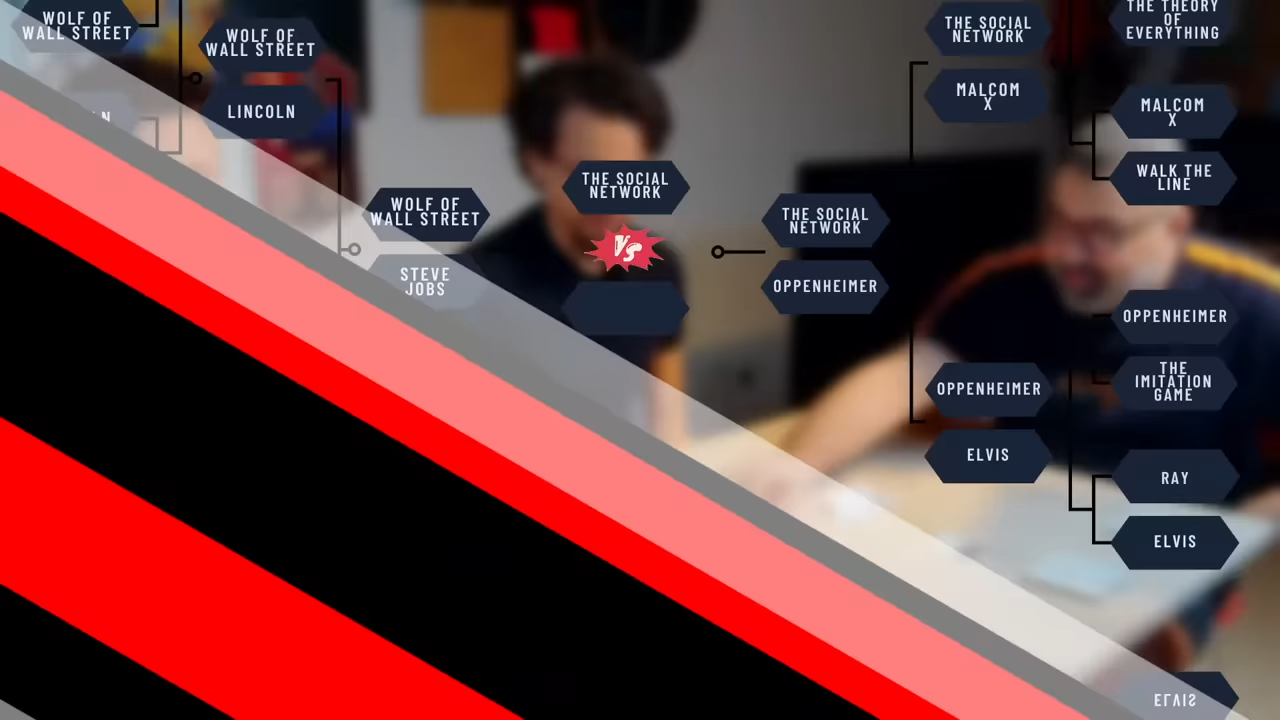 WOLF OF
WALL STREET
WOLF OF
WALL STREET
LINCOLN
N
WOLF OF
WALL STREET
STEVE
JOBS
THE SOCIAL
NETWORK
VS
THE SOCIAL
NETWORK
OPPENHEIMER
THE SOCIAL
NETWORK
MALCOM
X
OPPENHEIMER
ELVIS
THE THEORY
OF
EVERYTHING
MALCOM
X
WALK THE
LINE
OPPENHEIMER
THE
IMITATION
GAME
RAY
ELVIS
ELVIS